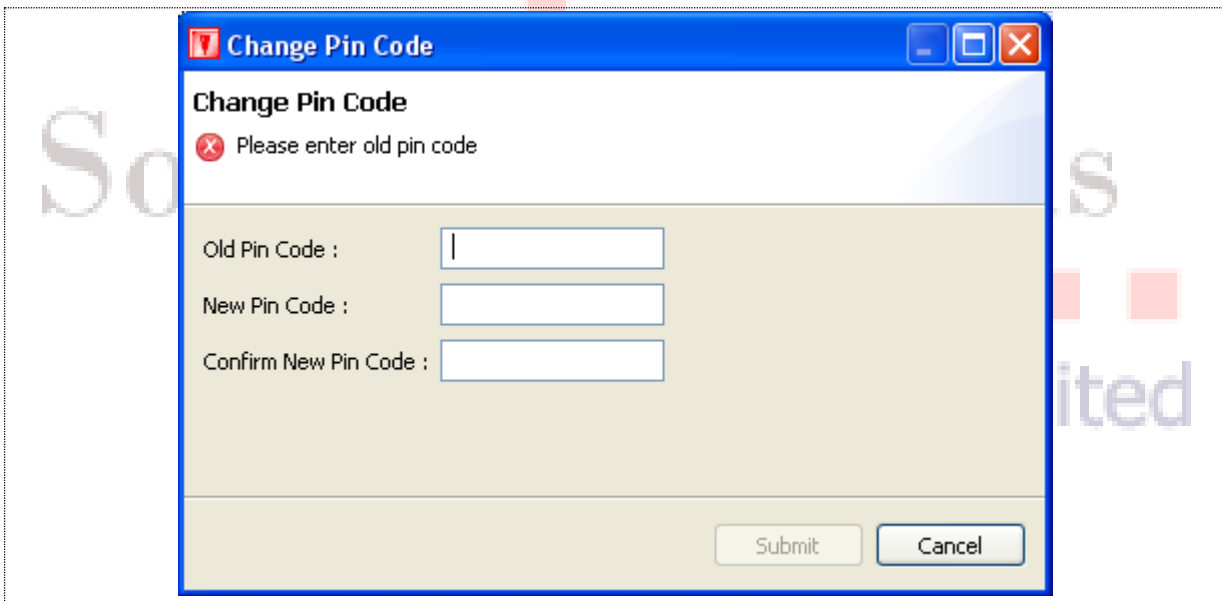 Change Pin Code
Change Pin Code
Please enter old pin code
Old Pin Code :
New Pin Code :
Confirm New Pin Code :
Submit
Cancel